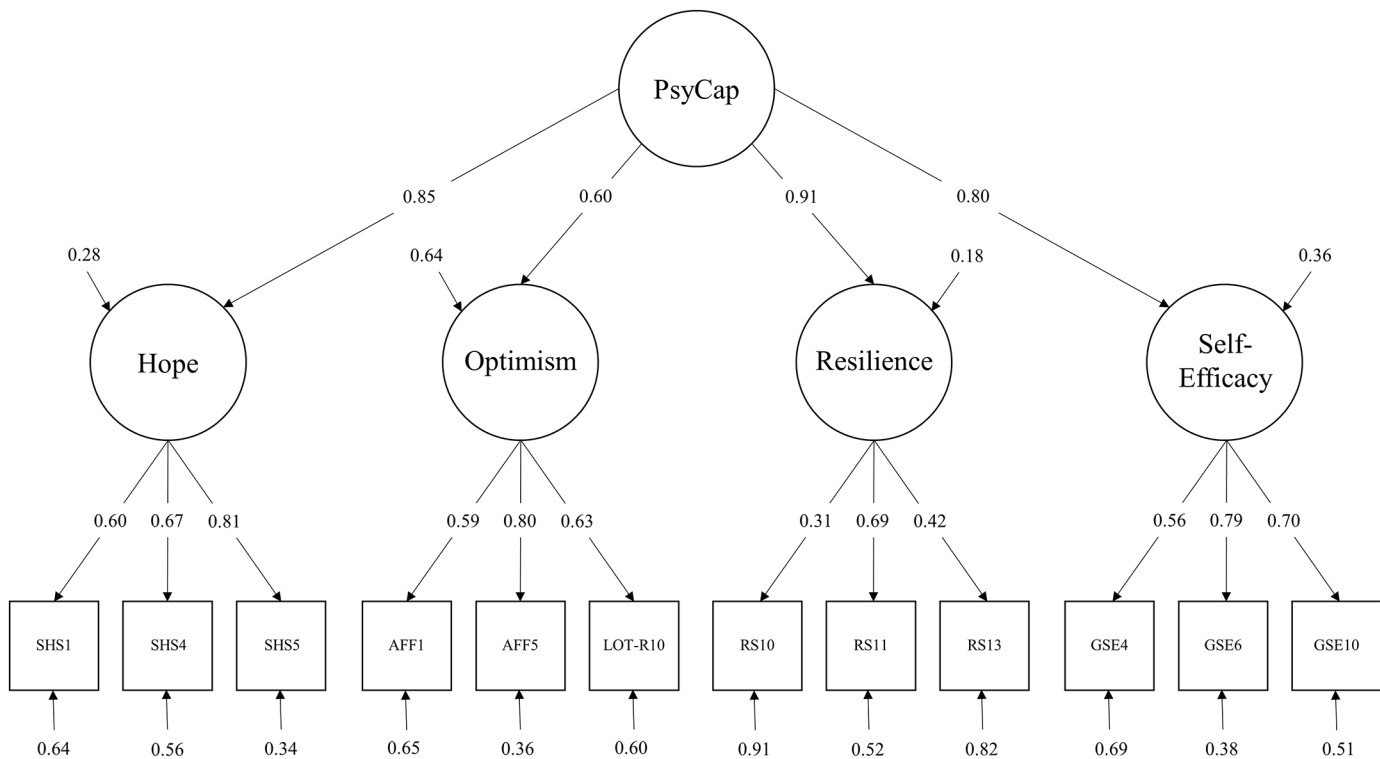 PsyCap
0.85
0.60
0.91
0.80
0.28
0.64
0.18
0.36
Hope
Optimism
Resilience
Self-
Efficacy
0.60 0.67 0.81
0.59 0.80 0.63
0.31 0.69 0.42
0.56 0.79 0.70
SHS1
SHS4
SHS5
AFF1
AFF5
LOT-R10
RS10
RS11
RS13
GSE4
GSE6
GSE10
0.64
0.56
0.34
0.65
0.36
0.60
0.91
0.52
0.82
0.69
0.38
0.51